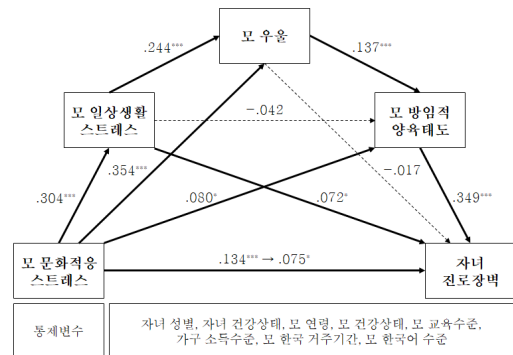 모 우울
.244***
.137***
모 일상생활
스트레스
-.042
모 방임적
양육태도
.354***
-.017
.304***
.080*
.072*
.349***
모 문화적응
스트레스
.134*** → .075*
자녀
진로장벽
통제변수
자녀 성별, 자녀 건강상태, 모 연령, 모 건강상태, 모 교육수준,
가구 소득수준, 모 한국 거주기간, 모 한국어 수준